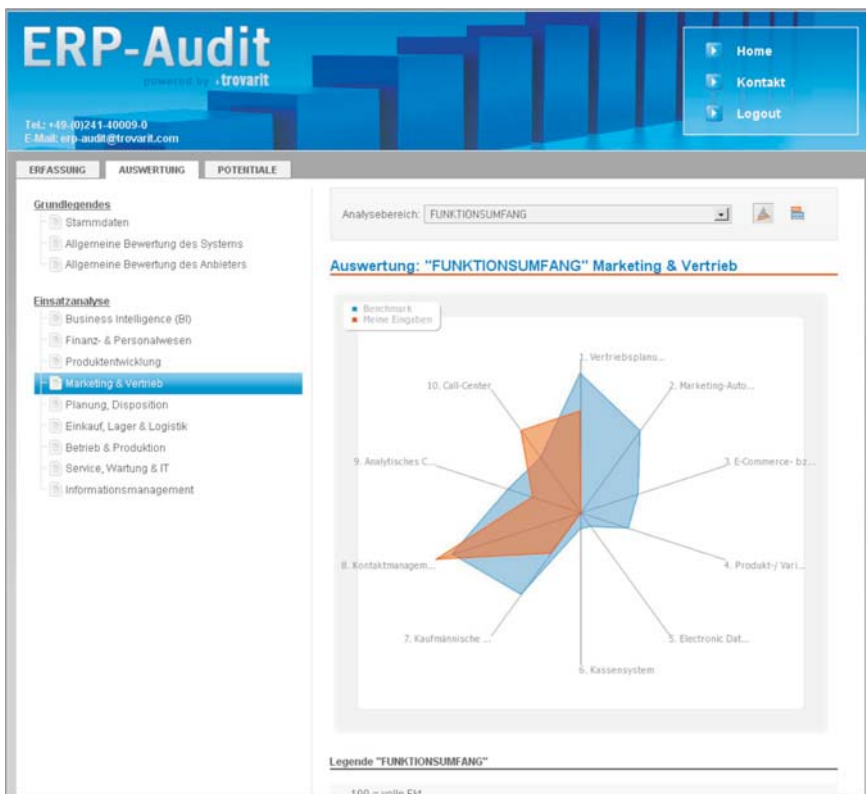 ERP-Audit
powered by trovarit
Tel.: +49-(0)241-40009-0
E-Mail: erp-audit@trovarit.com
Home
Kontakt
Logout
ERFASSUNG AUSWERTUNG POTENTIALE
Grundlegendes
Stammdaten
Allgemeine Bewertung des Systems
Allgemeine Bewertung des Anbieters
Einsatzanalyse
Business Intelligence (BI)
Finanz- & Personalwesen
Produktentwicklung
Marketing & Vertrieb
Planung, Disposition
Einkauf, Lager & Logistik
Betrieb & Produktion
Service, Wartung & IT
Informationsmanagement
Analysebereich: FUNKTIONSUMFANG
Auswertung: "FUNKTIONSUMFANG" Marketing & Vertrieb
Benchmark
Meine Eingaben
1. Vertriebsplanu...
2. Marketing-Auto...
3. E-Commerce- bz...
4. Produkt-/ Vari...
5. Electronic Dat...
6. Kassensystem
7. Kaufmännische ...
8. Kontaktmanagem...
9. Analytisches C...
10. Call-Center
Legende "FUNKTIONSUMFANG"
100 = volle